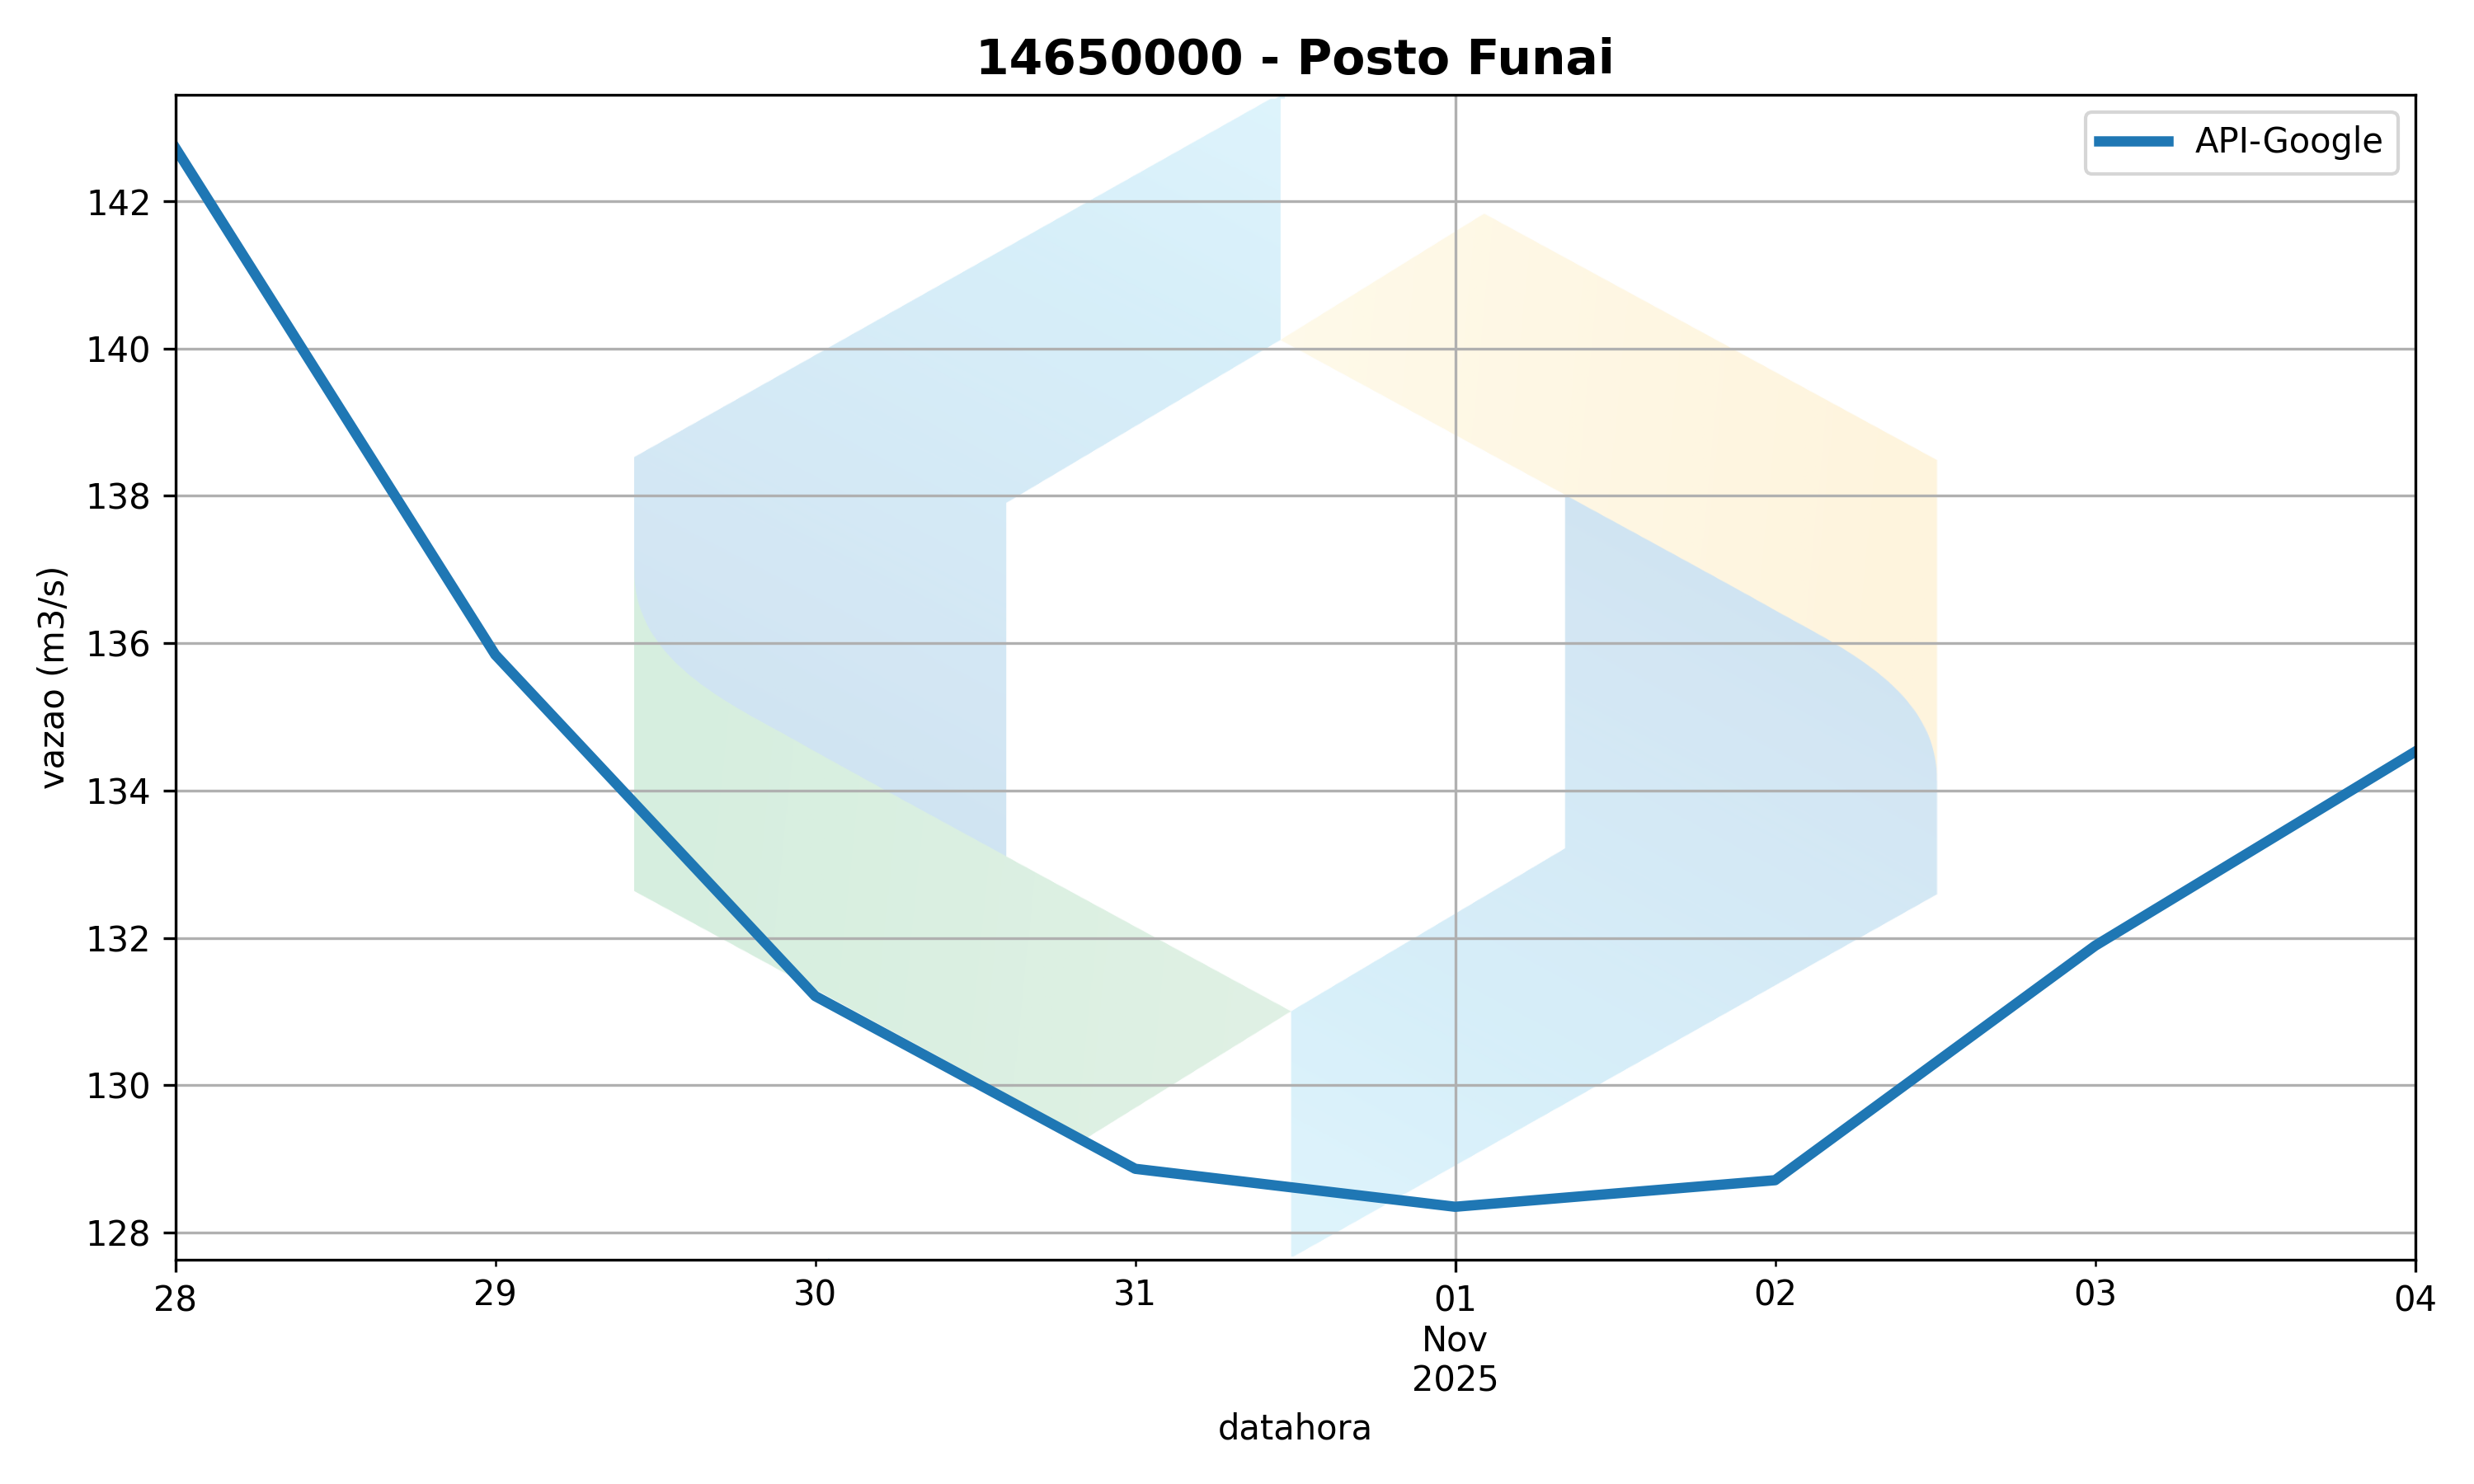 14650000 - Posto Funai
API-Google
vazao (m3/s)
142
140
138
136
134
132
130
128
28 29 30 31 01 02 03 04
Nov
2025
datahora